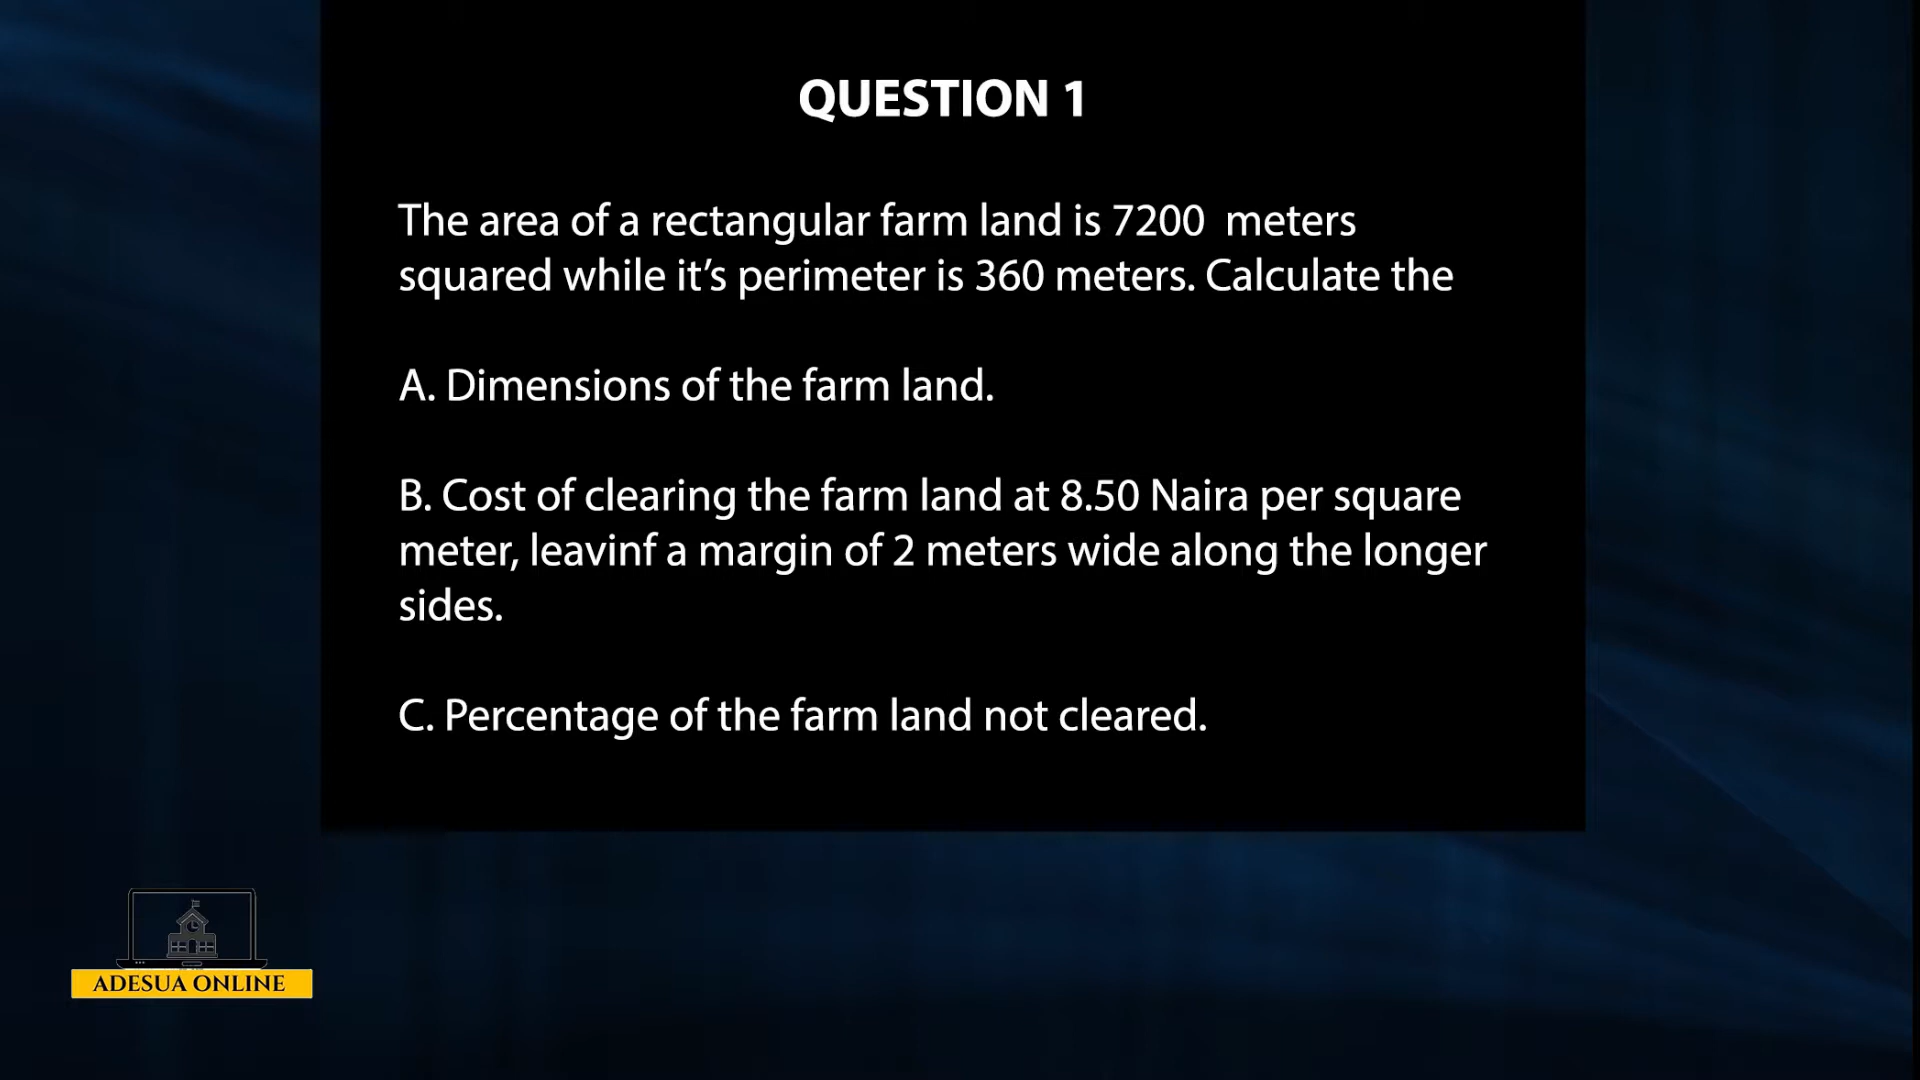 QUESTION 1
The area of a rectangular farm land is 7200 meters
squared while it’s perimeter is 360 meters. Calculate the
A. Dimensions of the farm land.
B. Cost of clearing the farm land at 8.50 Naira per square
meter, leavinf a margin of 2 meters wide along the longer
sides.
C. Percentage of the farm land not cleared.
ADESUA ONLINE